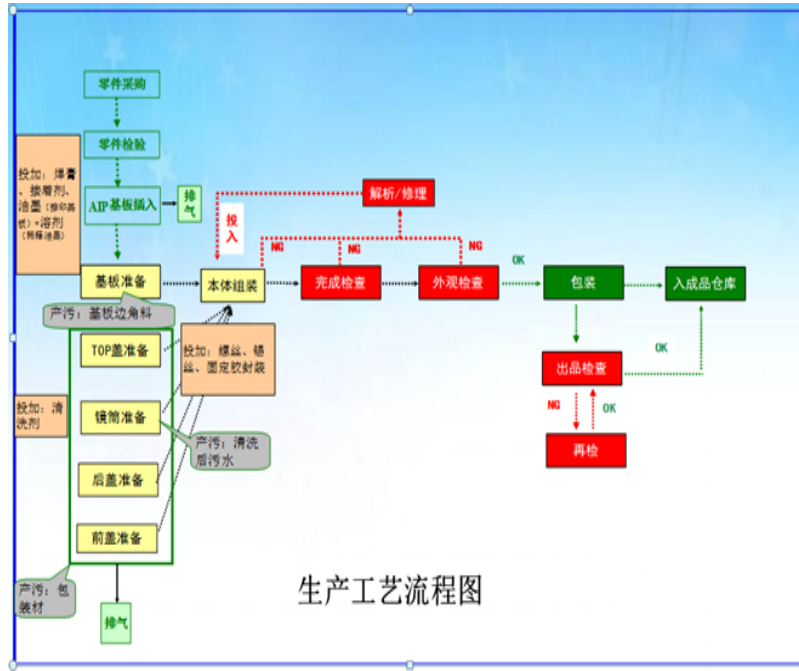 零件采购
零件检验
投加：焊膏
、接着剂、
油墨（擦印基
板）+溶剂
（稀释油墨）
AIP基板插入
排
气
投
入
解析/修理
NG
NG
NG
OK
基板准备
本体组装
完成检查
外观检查
包装
入成品仓库
产污：基板边角料
TOP盖准备
投加：螺丝、锡
丝、固定胶封装
出品检查
OK
投加：清
洗剂
镜筒准备
NG
OK
产污：清洗
后污水
再检
后盖准备
前盖准备
产污：包
装材
生产工艺流程图
排气